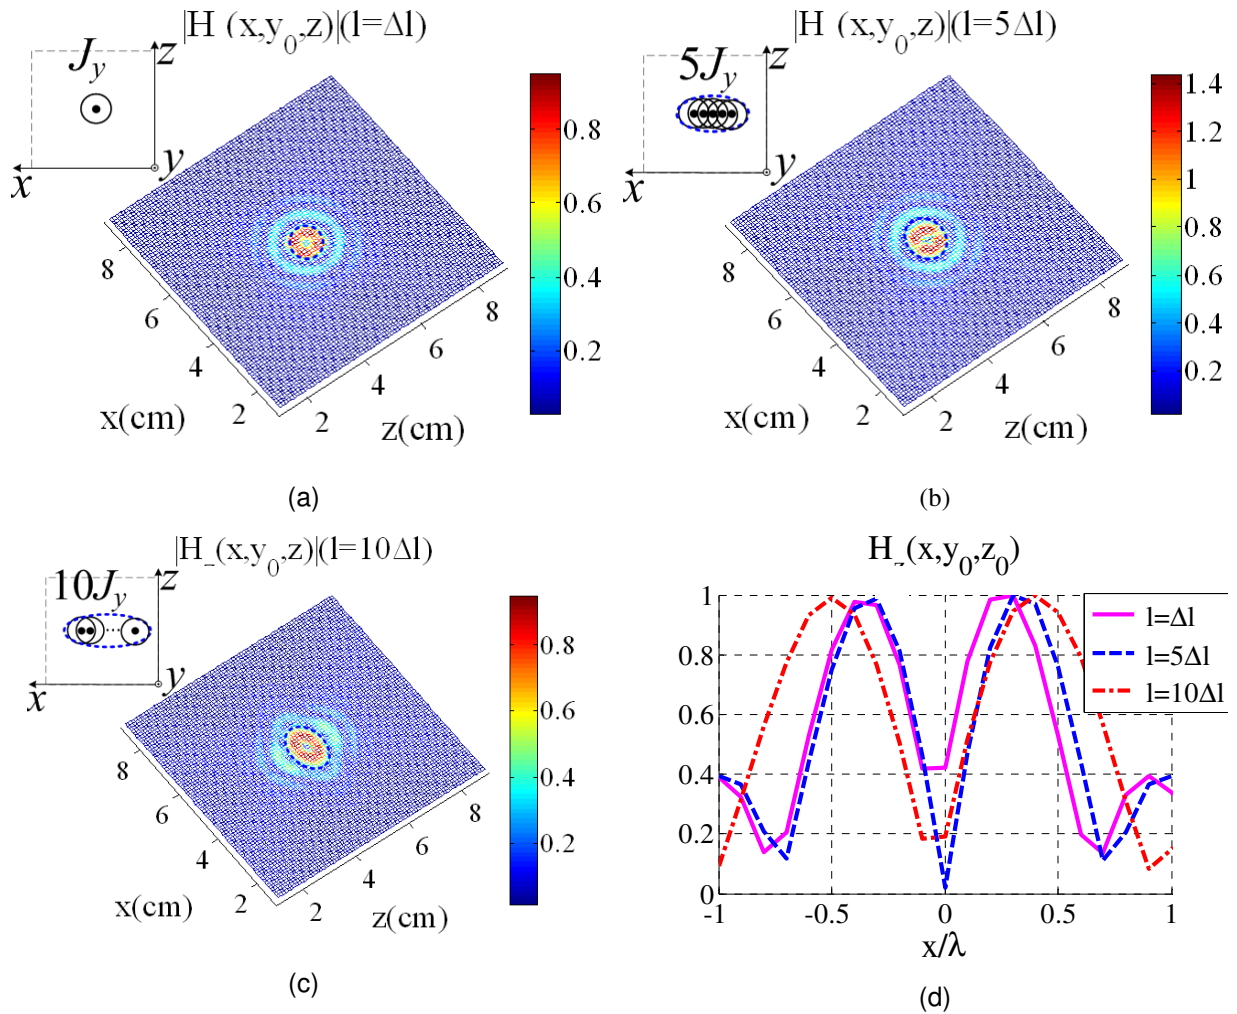 |H (x,y0,z)|(l=Δl)
Jy
z
x
y
0.8
0.6
0.4
0.2
8
6
4
2
x(cm)
2
4
6
8
z(cm)
(a)
|H (x,y0,z)|(l=5Δl)
5Jy
z
x
y
1.4
1.2
1
0.8
0.6
0.4
0.2
8
6
4
2
x(cm)
2
4
6
8
z(cm)
(b)
|H_z(x,y0,z)|(l=10Δl)
10Jy
z
x
y
0.8
0.6
0.4
0.2
8
6
4
2
x(cm)
2
4
6
8
z(cm)
(c)
H_z(x,y0,z0)
1
0.8
0.6
0.4
0.2
0
-1
-0.5
0
0.5
1
x/λ
l=Δl
l=5Δl
l=10Δl
(d)